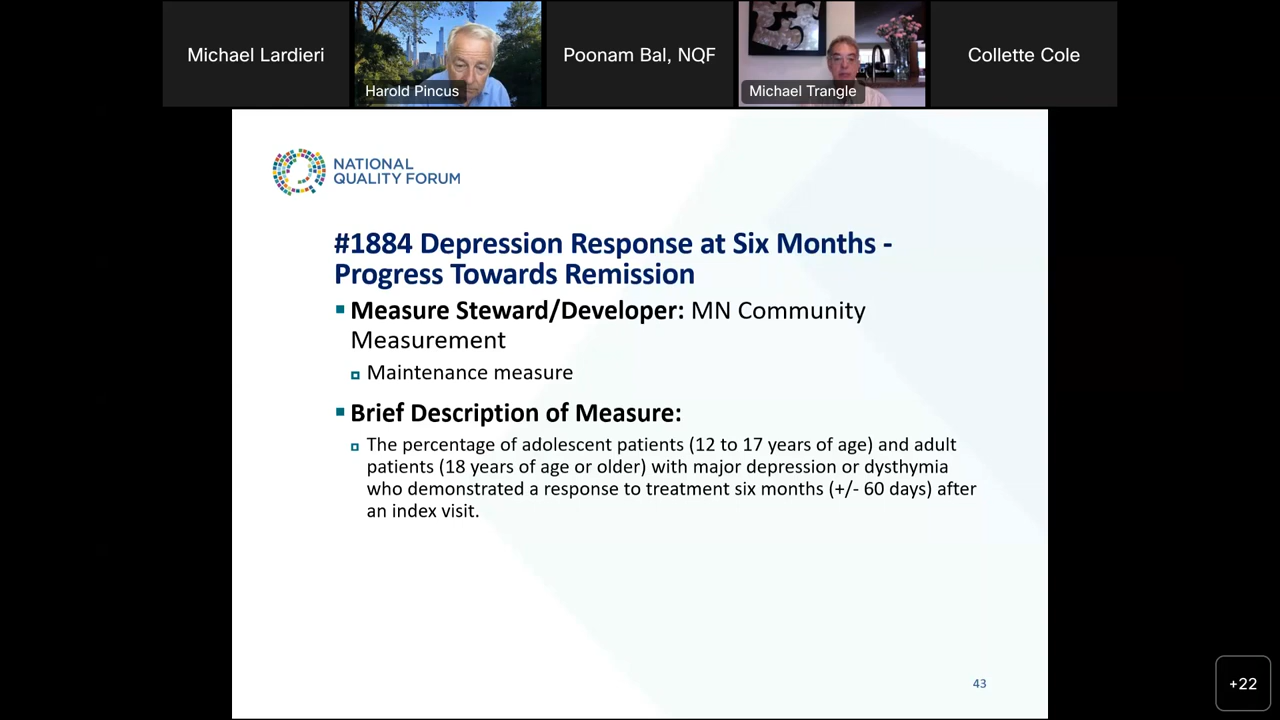 Michael Lardieri
Harold Pincus
Poonam Bal, NQF
Michael Trangle
Collette Cole
NATIONAL
QUALITY FORUM
#1884 Depression Response at Six Months -
Progress Towards Remission
Measure Steward/Developer: MN Community
Measurement
Maintenance measure
Brief Description of Measure:
The percentage of adolescent patients (12 to 17 years of age) and adult
patients (18 years of age or older) with major depression or dysthymia
who demonstrated a response to treatment six months (+/- 60 days) after
an index visit.
43
+22